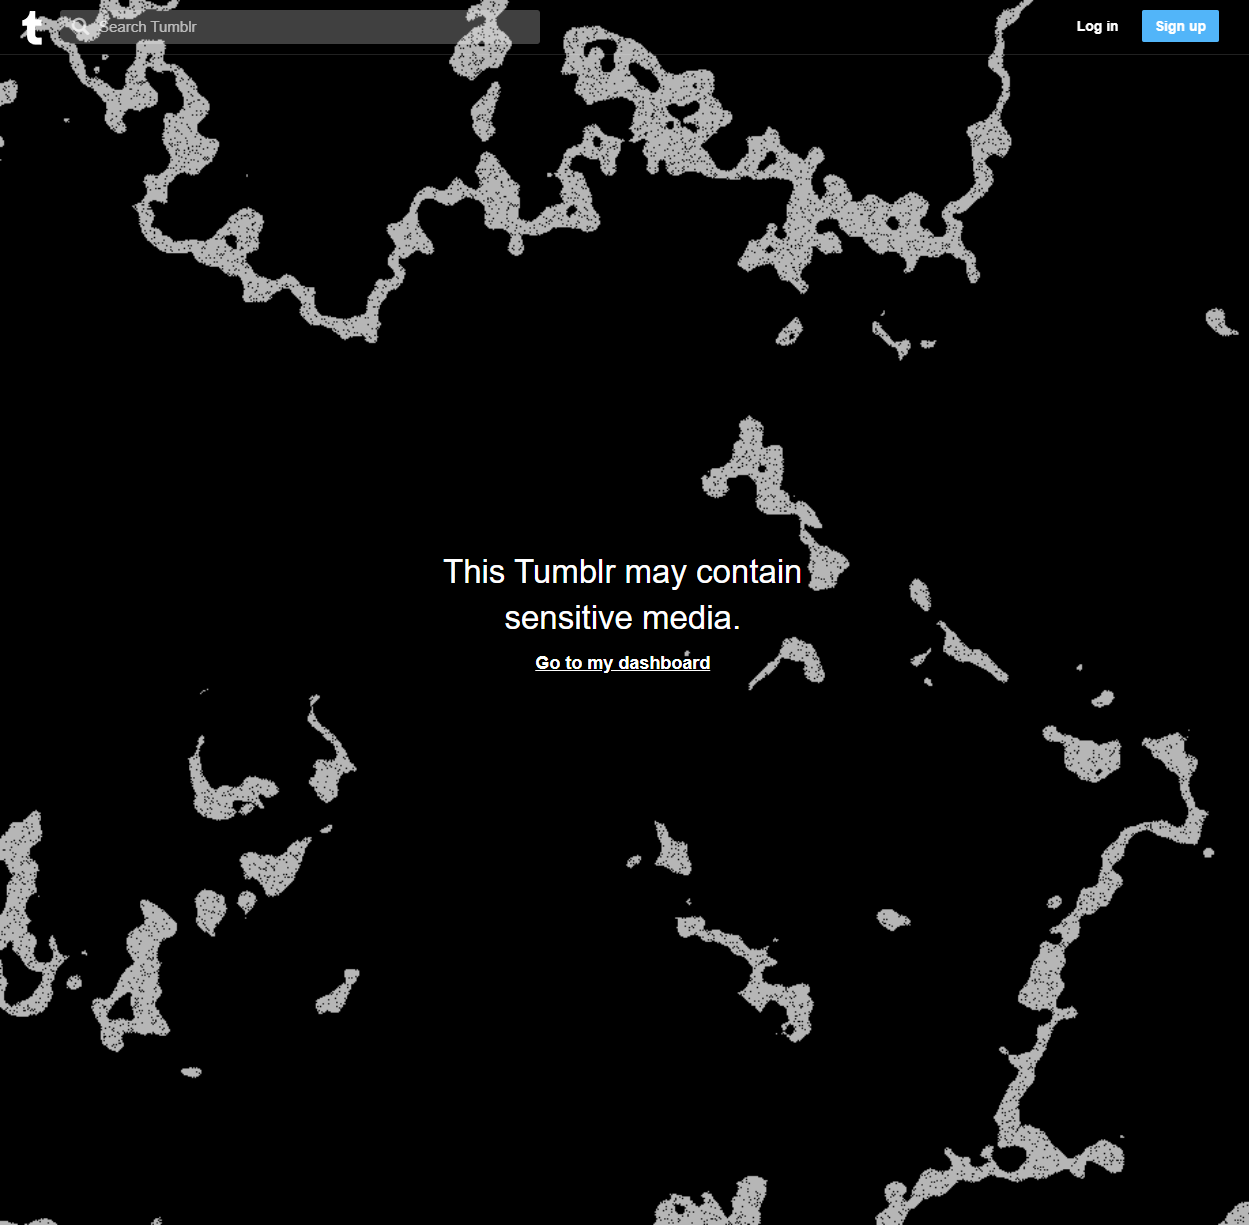 t
Search Tumblr
Log in
Sign up
This Tumblr may contain
sensitive media.
Go to my dashboard